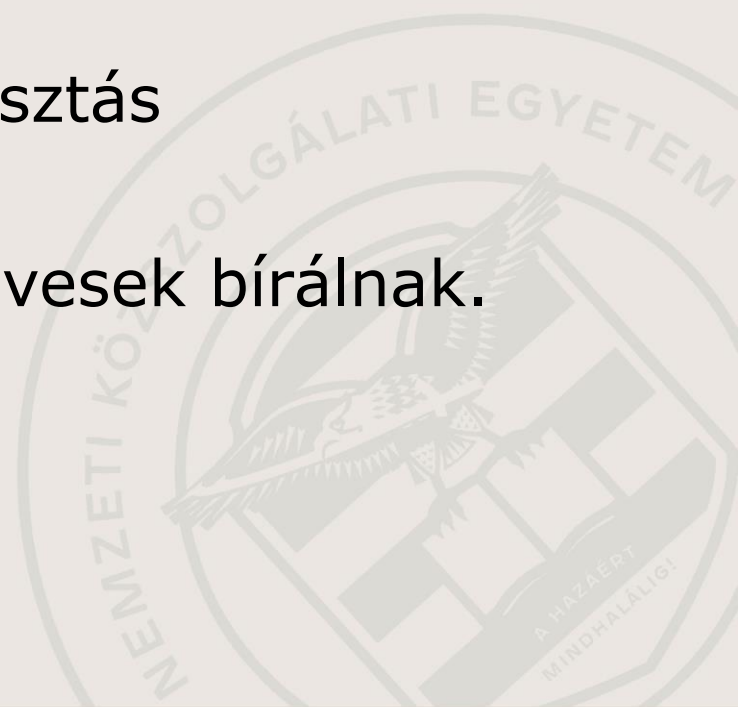 sztás
vesek bírálnak.
NEMZETI KÖZSZOLGÁLATI EGYETEM
A HAZÁÉRT
MINDHALÁLIG!